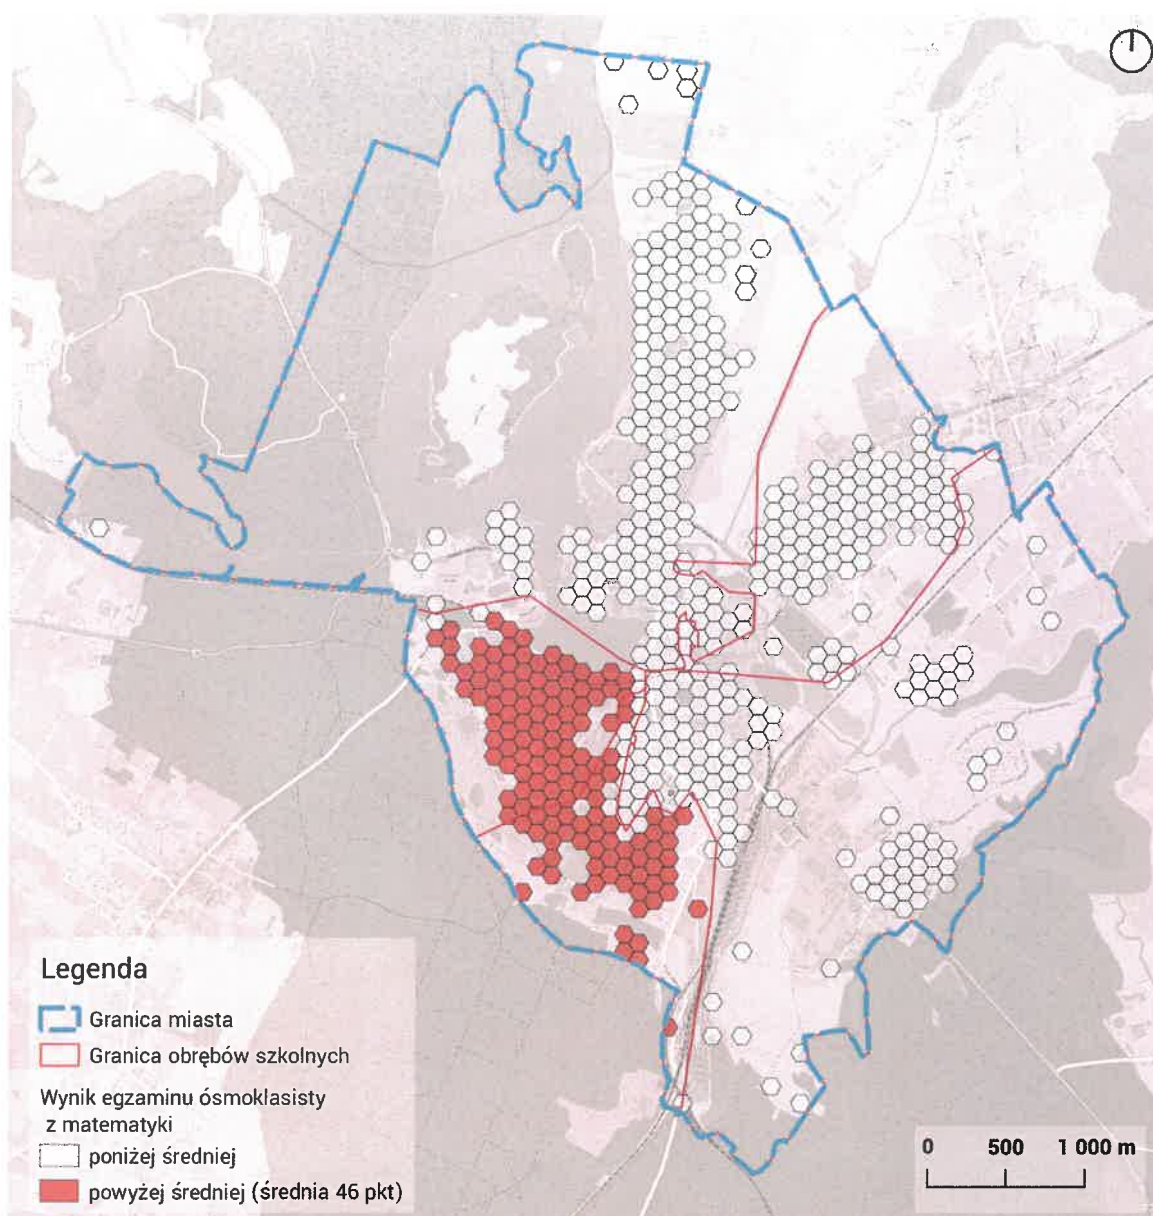 Legenda
Granica miasta
Granica obrębów szkolnych
Wynik egzaminu ósmoklasisty
z matematyki
poniżej średniej
powyżej średniej (średnia 46 pkt)
0 500 1 000 m